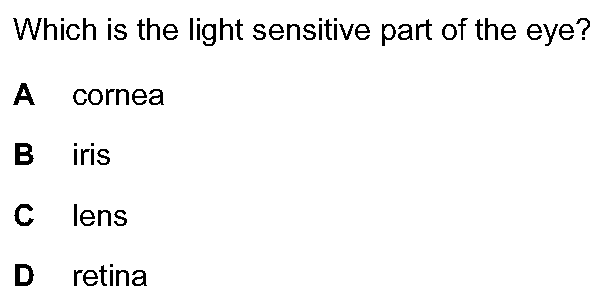 Which is the light sensitive part of the eye?
A cornea
B iris
C lens
D retina